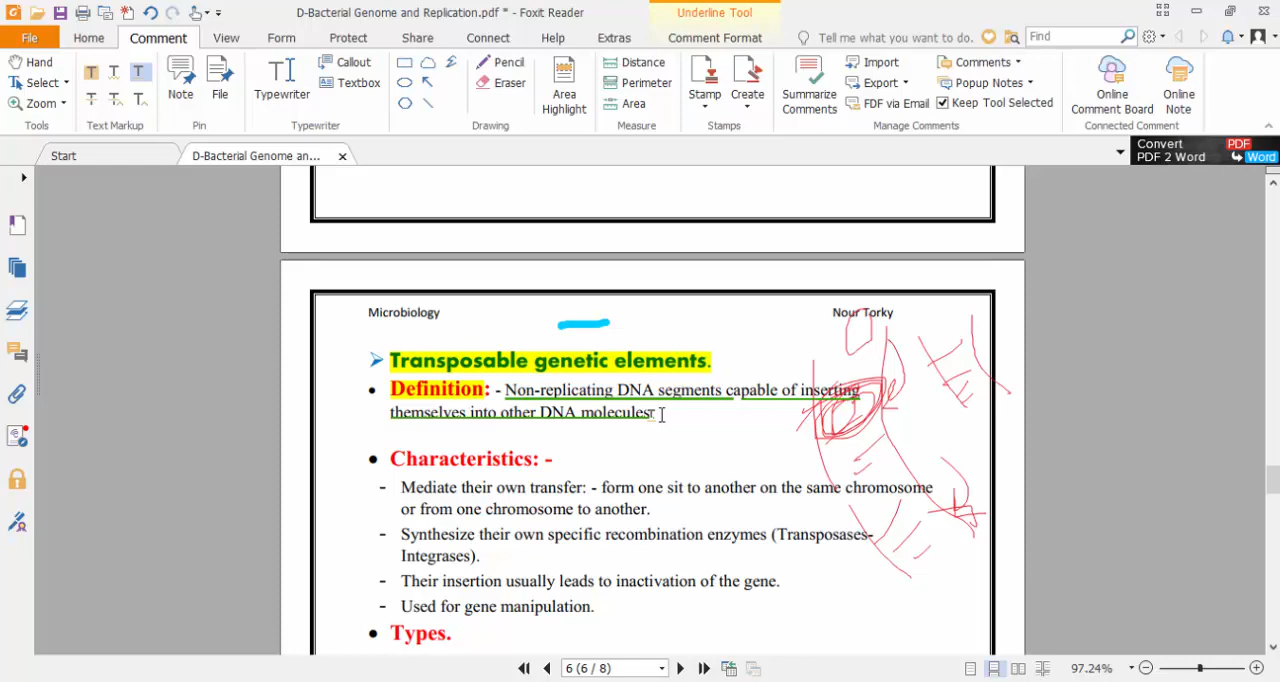 D-Bacterial Genome and Replication.pdf * - Foxit Reader
Underline Tool
File Home Comment View Form Protect Share Connect Help Extras Comment Format Tell me what you want to do. Find
Hand
Select
Zoom
Tools
Text Markup
Note
File
Pin
Typewriter
Callout
Textbox
Typewriter
Pencil
Eraser
Drawing
Area
Highlight
Distance
Perimeter
Area
Measure
Stamp
Create
Stamps
Summarize
Comments
Import
Export
FDF via Email
Comments
Popup Notes
Keep Tool Selected
Manage Comments
Online
Comment Board
Online
Note
Connected Comment
Start
D-Bacterial Genome an...
Convert
PDF 2 Word
PDF
Word
Microbiology Nour Torky
Transposable genetic elements.
Definition: - Non-replicating DNA segments capable of inserting
themselves into other DNA molecules
Characteristics: -
- Mediate their own transfer: - form one sit to another on the same chromosome
or from one chromosome to another.
- Synthesize their own specific recombination enzymes (Transposases-
Integrases).
- Their insertion usually leads to inactivation of the gene.
- Used for gene manipulation.
Types.
6 (6 / 8)
97.24%